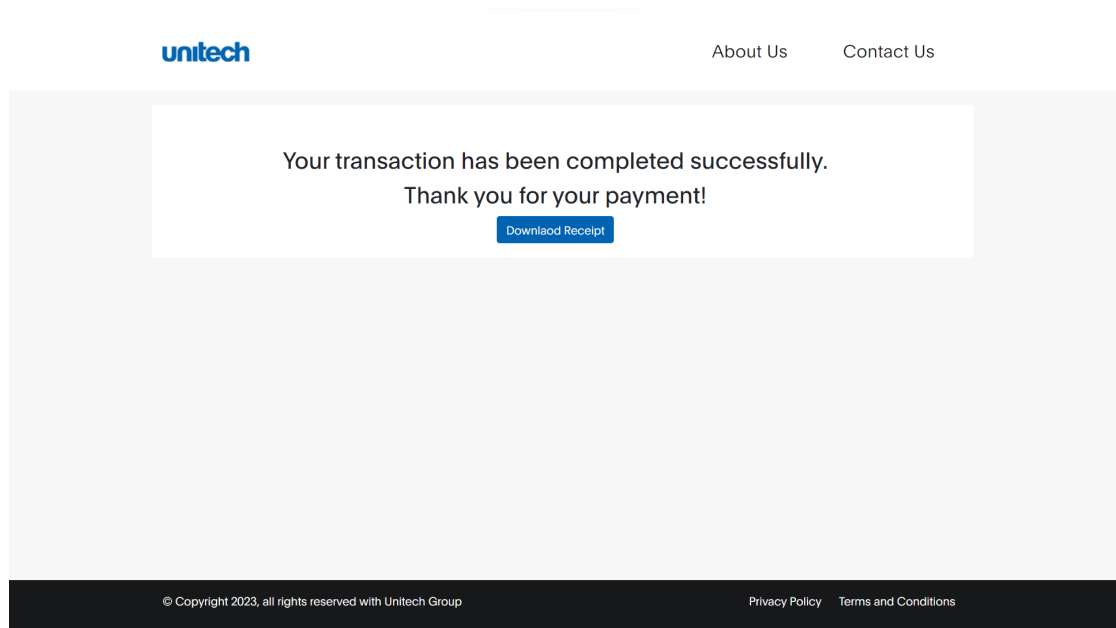 unitech
About Us
Contact Us
Your transaction has been completed successfully.
Thank you for your payment!
Downlaod Receipt
© Copyright 2023, all rights reserved with Unitech Group
Privacy Policy
Terms and Conditions